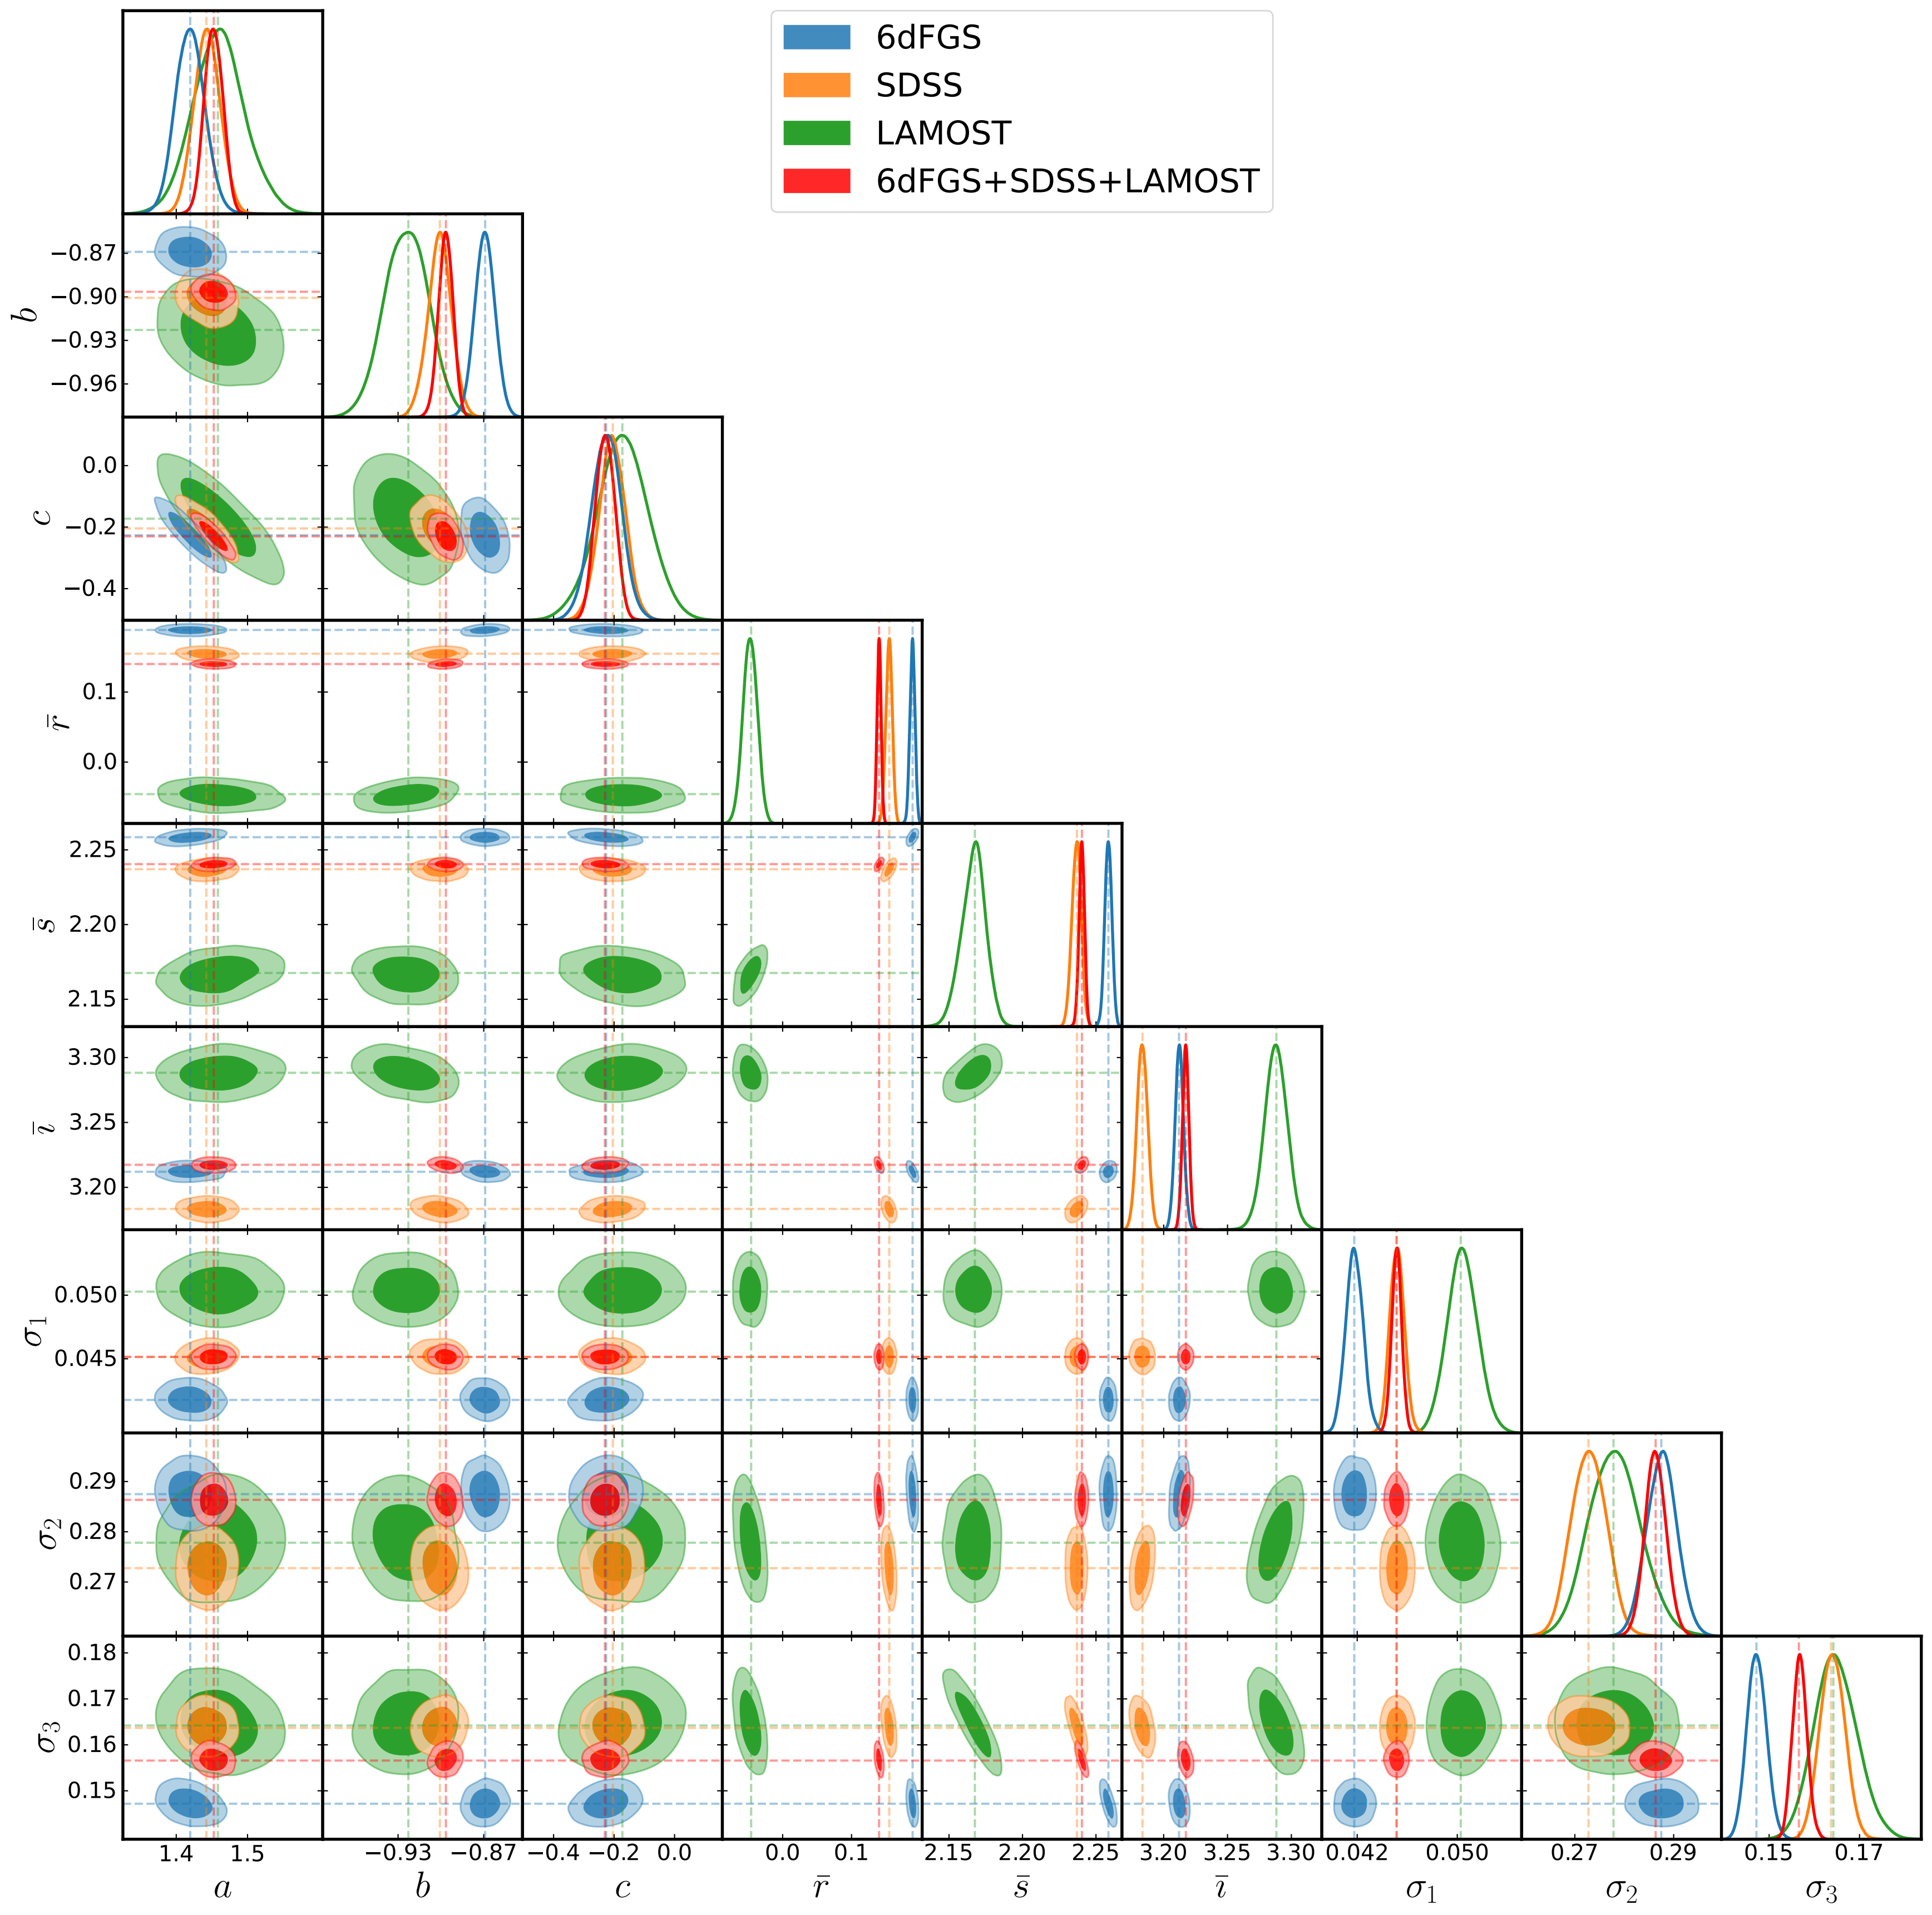 6dFGS
SDSS
LAMOST
6dFGS+SDSS+LAMOST
b
−0.87
−0.90
−0.93
−0.96
c
0.0
−0.2
−0.4
r̄
0.1
0.0
s̄
2.25
2.20
2.15
ı̄
3.30
3.25
3.20
σ₁
0.050
0.045
σ₂
0.29
0.28
0.27
σ₃
0.18
0.17
0.16
0.15
1.4 1.5 −0.93 −0.87 −0.4 −0.2 0.0 0.0 0.1 2.15 2.20 2.25 3.20 3.25 3.30 0.042 0.050 0.27 0.29 0.15 0.17
a b c r̄ s̄ ı̄ σ₁ σ₂ σ₃